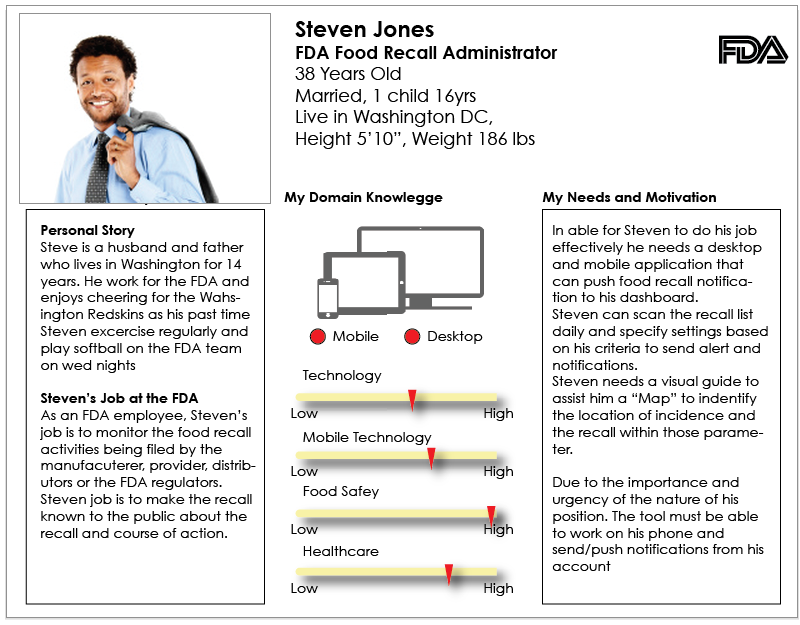 Steven Jones
FDA Food Recall Administrator
38 Years Old
Married, 1 child 16yrs
Live in Washington DC,
Height 5'10”, Weight 186 lbs
FDA
Personal Story
Steve is a husband and father
who lives in Washington for 14
years. He work for the FDA and
enjoys cheering for the Wahs-
ington Redskins as his past time
Steven excercise regularly and
play softball on the FDA team
on wed nights
Steven’s Job at the FDA
As an FDA employee, Steven’s
job is to monitor the food recall
activities being filed by the
manufacuterer, provider, distrib-
utors or the FDA regulators.
Steven job is to make the recall
known to the public about the
recall and course of action.
My Domain Knowlegge
Mobile
Desktop
Technology
Low
High
Mobile Technology
Low
High
Food Safey
Low
High
Healthcare
Low
High
My Needs and Motivation
In able for Steven to do his job
effectively he needs a desktop
and mobile application that
can push food recall notifica-
tion to his dashboard.
Steven can scan the recall list
daily and specify settings based
on his criteria to send alert and
notifications.
Steven needs a visual guide to
assist him a “Map” to indentify
the location of incidence and
the recall within those parame-
ter.
Due to the importance and
urgency of the nature of his
position. The tool must be able
to work on his phone and
send/push notifications from his
account